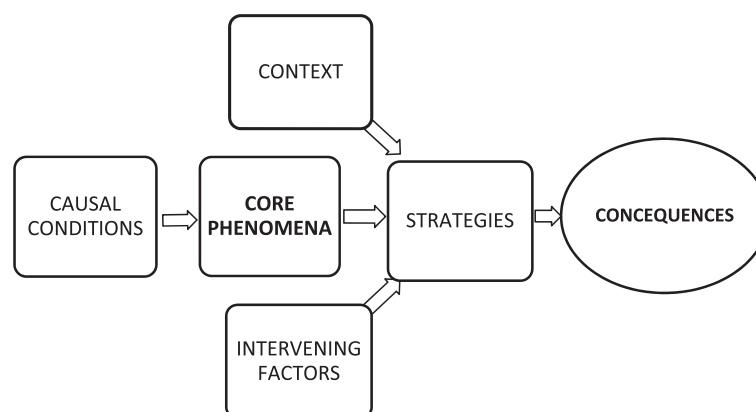 CONTEXT
CAUSAL
CONDITIONS
CORE
PHENOMENA
STRATEGIES
CONCEQUENCES
INTERVENING
FACTORS